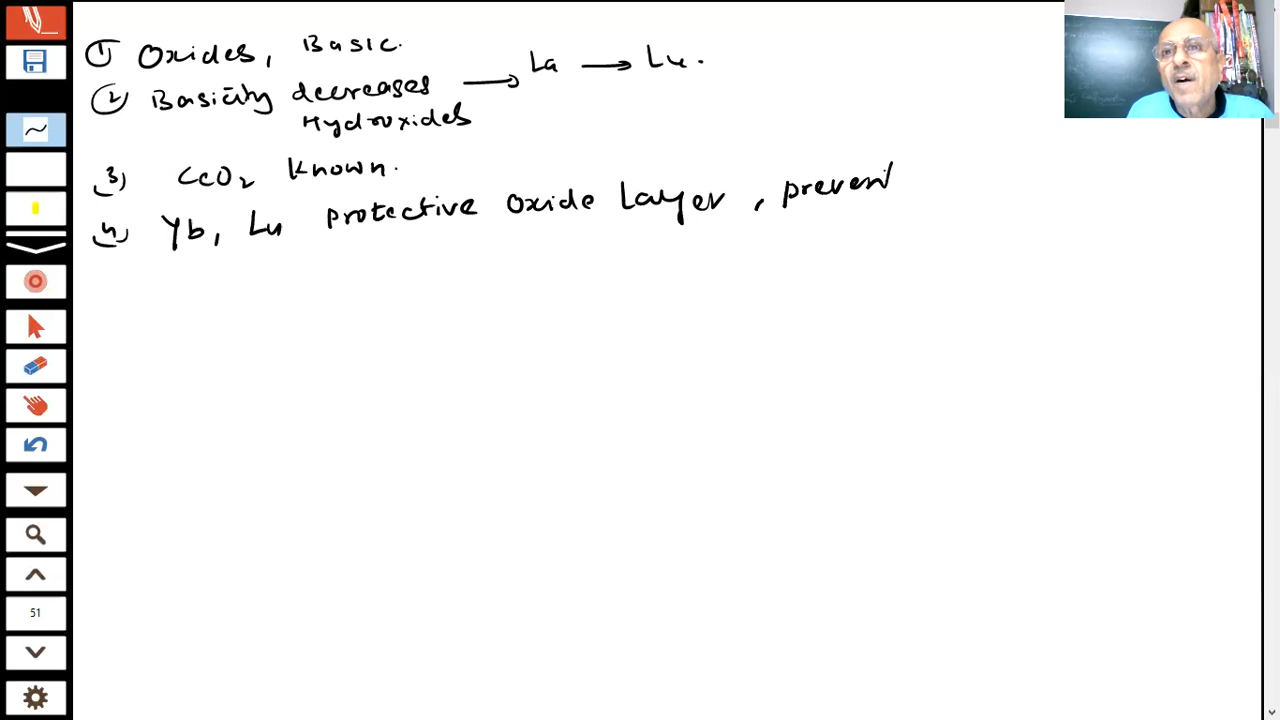 ① Oxides, Basic.
② Basicity decreases → La → Lu.
Hydroxides
3) CeO₂ Known.
4) Yb, Lu protective oxide Layer, prevent
51